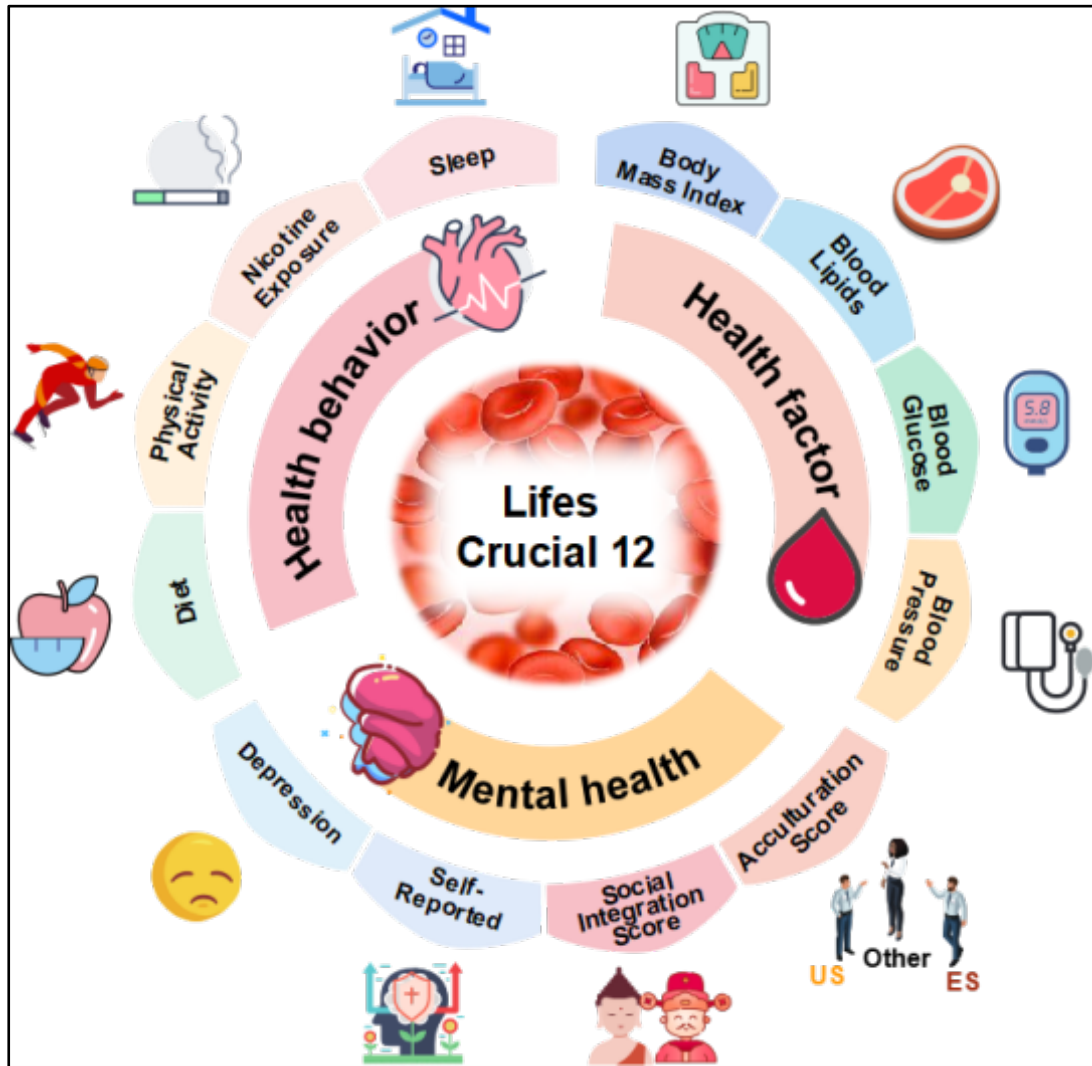 Lifes
Crucial 12
Health behavior
Health factor
Mental health
Sleep
Nicotine
Exposure
Physical
Activity
Diet
Body
Mass Index
Blood
Lipids
Blood
Glucose
Blood
Pressure
Depression
Self-
Reported
Social
Integration
Score
Acculturation
Score
5.8
US
Other
ES